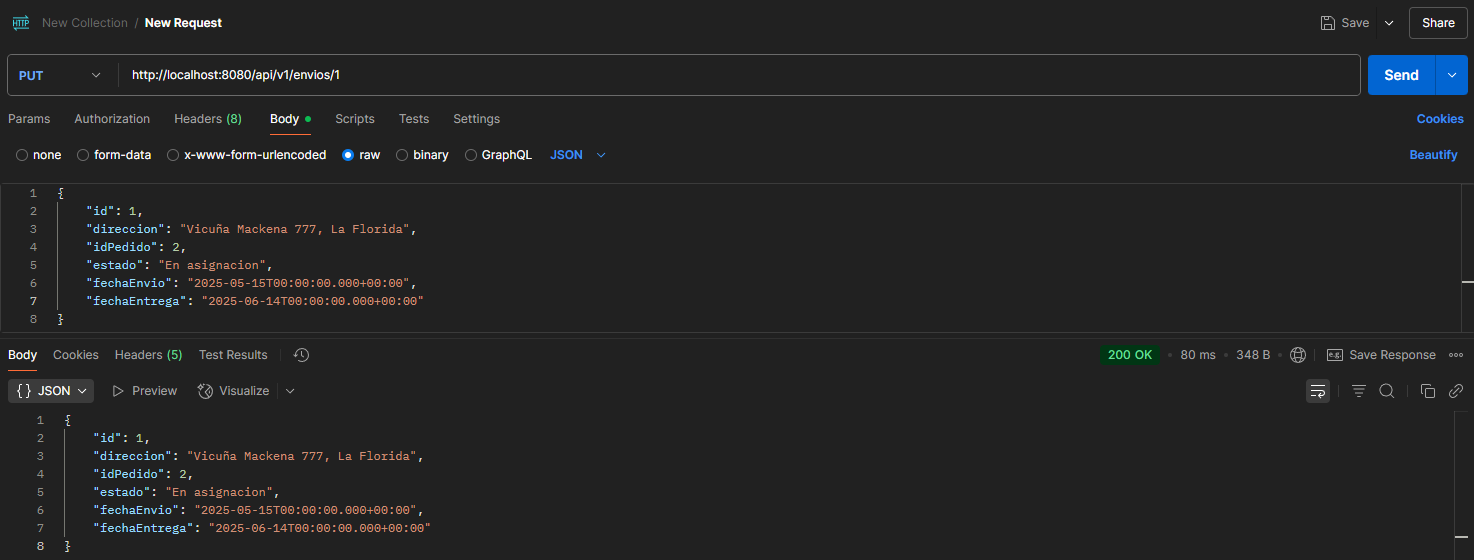 HTTP New Collection / New Request Save Share
PUT http://localhost:8080/api/v1/envios/1 Send
Params Authorization Headers (8) Body Scripts Tests Settings Cookies
none form-data x-www-form-urlencoded raw binary GraphQL JSON Beautify
1 {
2 "id": 1,
3 "direccion": "Vicuña Mackena 777, La Florida",
4 "idPedido": 2,
5 "estado": "En asignacion",
6 "fechaEnvio": "2025-05-15T00:00:00.000+00:00",
7 "fechaEntrega": "2025-06-14T00:00:00.000+00:00"
8 }
Body Cookies Headers (5) Test Results 200 OK • 80 ms • 348 B • e.g. Save Response
{} JSON Preview Visualize
1 {
2 "id": 1,
3 "direccion": "Vicuña Mackena 777, La Florida",
4 "idPedido": 2,
5 "estado": "En asignacion",
6 "fechaEnvio": "2025-05-15T00:00:00.000+00:00",
7 "fechaEntrega": "2025-06-14T00:00:00.000+00:00"
8 }